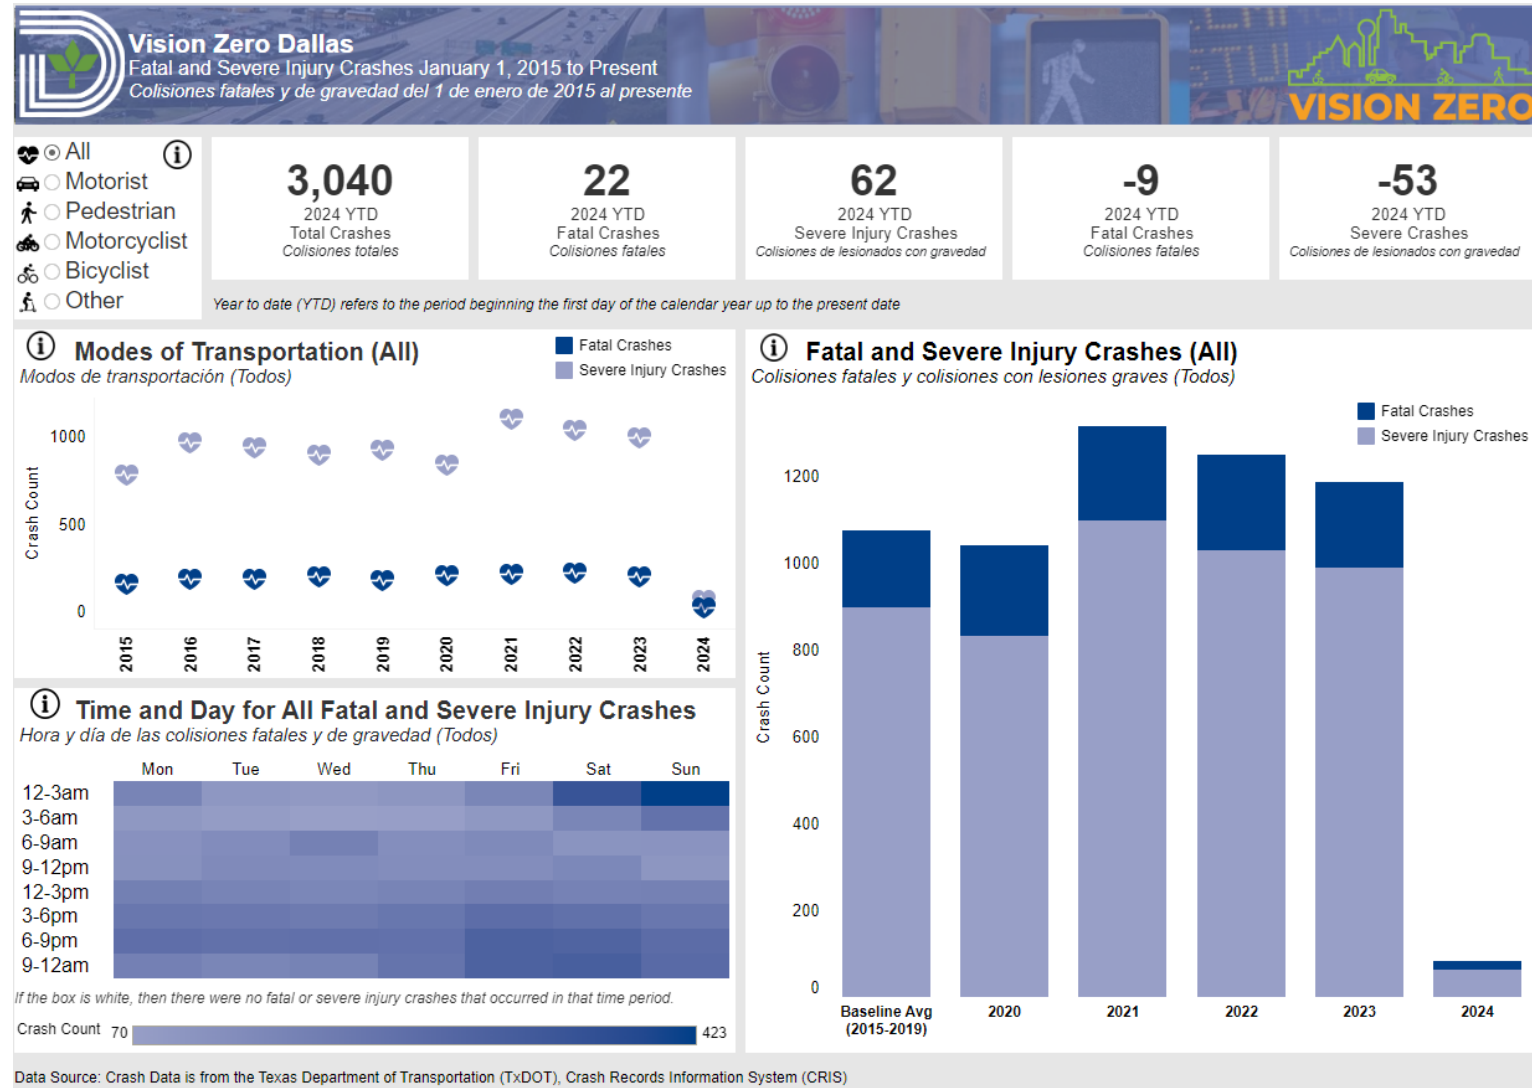 Vision Zero Dallas
Fatal and Severe Injury Crashes January 1, 2015 to Present
Colisiones fatales y de gravedad del 1 de enero de 2015 al presente
VISION ZERO
All
Motorist
Pedestrian
Motorcyclist
Bicyclist
Other
3,040
2024 YTD
Total Crashes
Colisiones totales
22
2024 YTD
Fatal Crashes
Colisiones fatales
62
2024 YTD
Severe Injury Crashes
Colisiones de lesionados con gravedad
-9
2024 YTD
Fatal Crashes
Colisiones fatales
-53
2024 YTD
Severe Crashes
Colisiones de lesionados con gravedad
Year to date (YTD) refers to the period beginning the first day of the calendar year up to the present date
Modes of Transportation (All)
Modos de transportación (Todos)
Fatal Crashes
Severe Injury Crashes
Crash Count
1000
500
0
2015
2016
2017
2018
2019
2020
2021
2022
2023
2024
Time and Day for All Fatal and Severe Injury Crashes
Hora y día de las colisiones fatales y de gravedad (Todos)
Mon Tue Wed Thu Fri Sat Sun
12-3am
3-6am
6-9am
9-12pm
12-3pm
3-6pm
6-9pm
9-12am
If the box is white, then there were no fatal or severe injury crashes that occurred in that time period.
Crash Count 70 423
Fatal and Severe Injury Crashes (All)
Colisiones fatales y colisiones con lesiones graves (Todos)
Fatal Crashes
Severe Injury Crashes
Crash Count
1200
1000
800
600
400
200
0
Baseline Avg
(2015-2019)
2020
2021
2022
2023
2024
Data Source: Crash Data is from the Texas Department of Transportation (TxDOT), Crash Records Information System (CRIS)